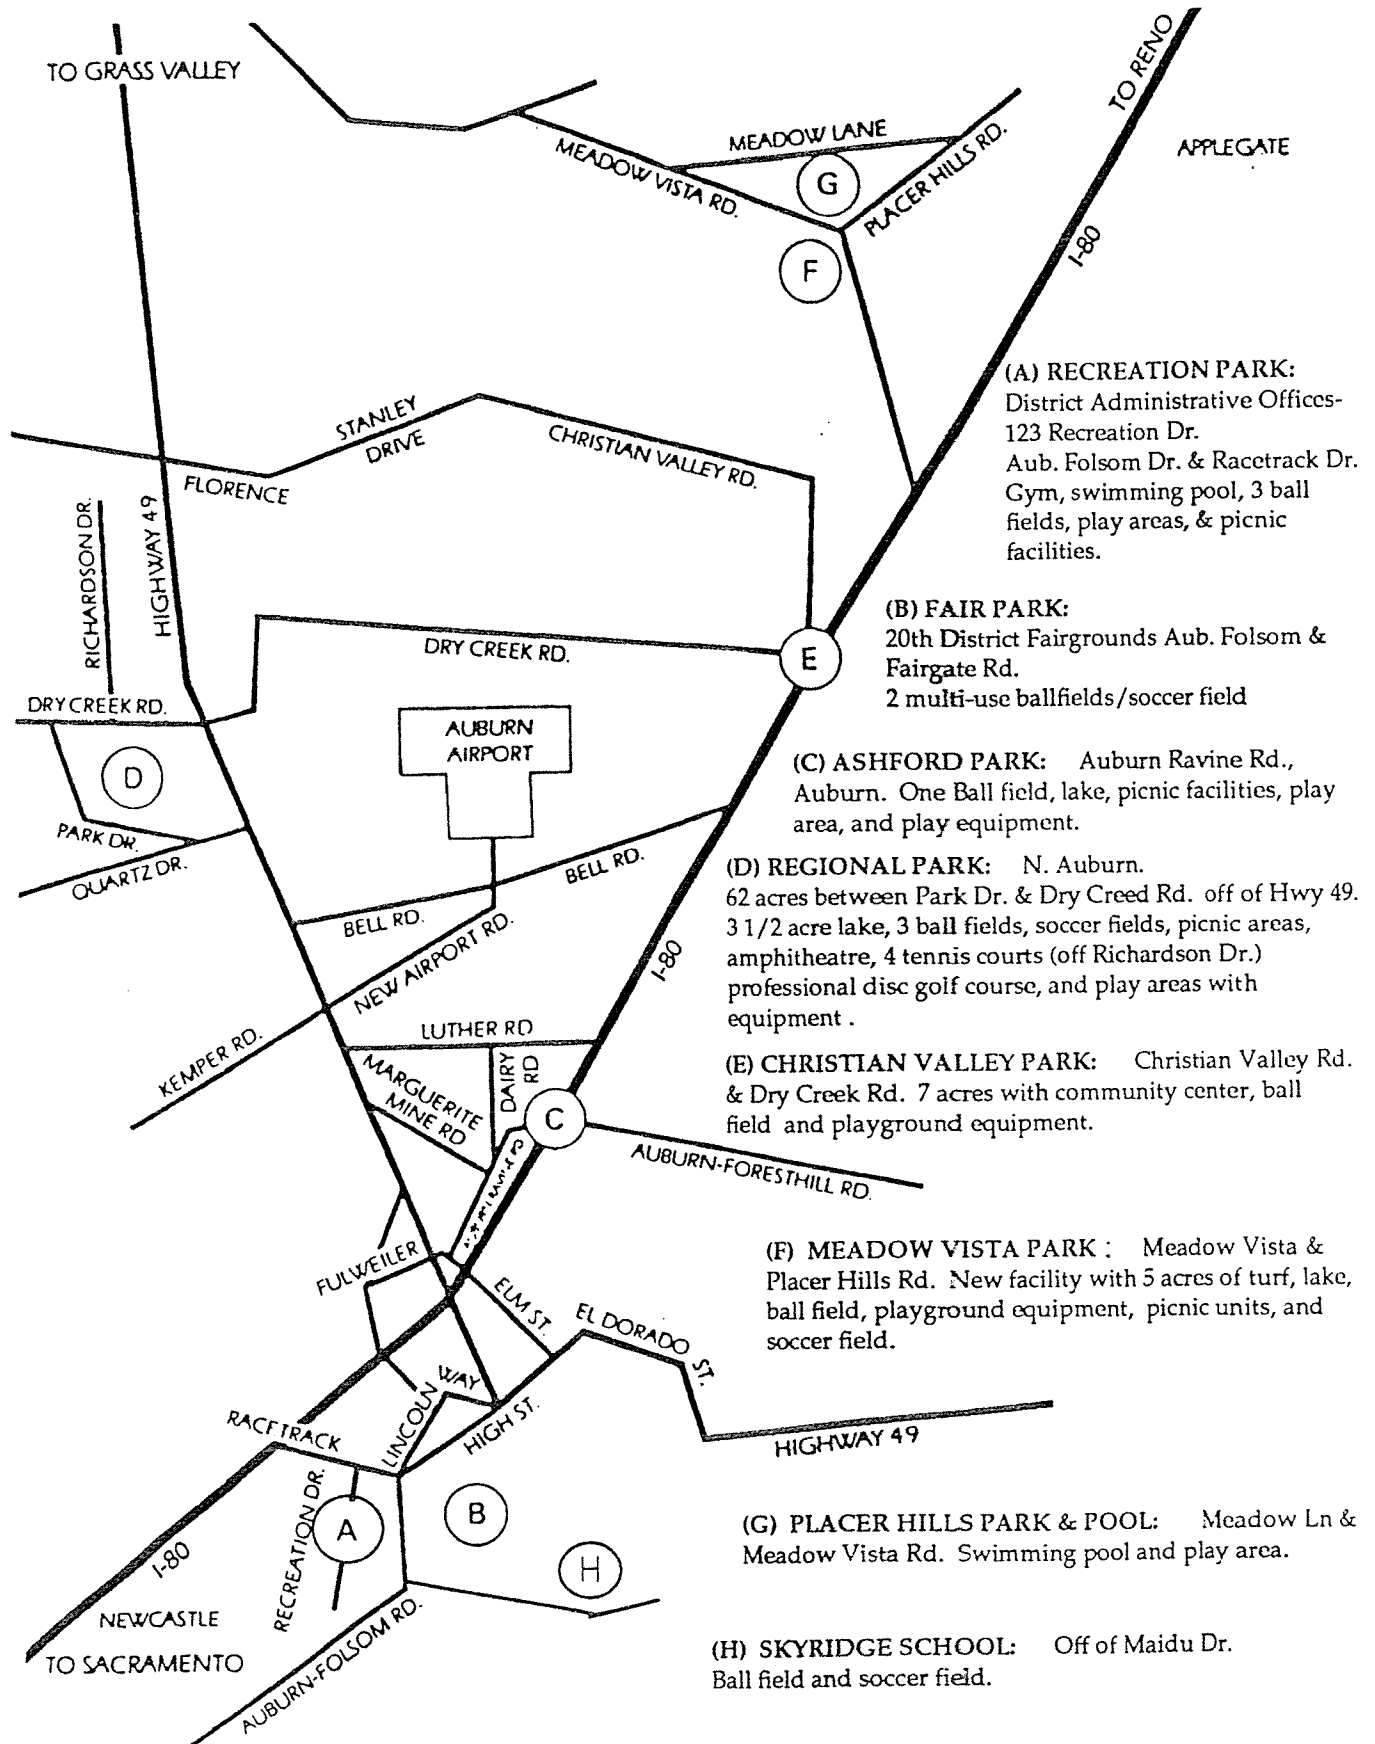 TO GRASS VALLEY
TO RENO
MEADOW LANE
MEADOW VISTA RD.
PLACER HILLS RD.
APPLEGATE
G
F
I-80
STANLEY
DRIVE
CHRISTIAN VALLEY RD.
FLORENCE
RICHARDSON DR.
HIGHWAY 49
DRY CREEK RD.
E
DRY CREEK RD.
AUBURN
AIRPORT
D
PARK DR.
QUARTZ DR.
BELL RD.
BELL RD.
NEW AIRPORT RD.
I-80
KEMPER RD.
LUTHER RD
MARGUERITE
MINE RD
DAIRY
RD
C
AUBURN-FORESTHILL RD.
FULWEILER
ELM ST.
EL DORADO ST.
LINCOLN WAY
HIGH ST.
RACETRACK
HIGHWAY 49
RECREATION DR.
A
B
H
I-80
NEWCASTLE
TO SACRAMENTO
AUBURN-FOLSOM RD.
(A) RECREATION PARK:
District Administrative Offices-
123 Recreation Dr.
Aub. Folsom Dr. & Racetrack Dr.
Gym, swimming pool, 3 ball
fields, play areas, & picnic
facilities.
(B) FAIR PARK:
20th District Fairgrounds Aub. Folsom &
Fairgate Rd.
2 multi-use ballfields/soccer field
(C) ASHFORD PARK: Auburn Ravine Rd.,
Auburn. One Ball field, lake, picnic facilities, play
area, and play equipment.
(D) REGIONAL PARK: N. Auburn.
62 acres between Park Dr. & Dry Creed Rd. off of Hwy 49.
3 1/2 acre lake, 3 ball fields, soccer fields, picnic areas,
amphitheatre, 4 tennis courts (off Richardson Dr.)
professional disc golf course, and play areas with
equipment .
(E) CHRISTIAN VALLEY PARK: Christian Valley Rd.
& Dry Creek Rd. 7 acres with community center, ball
field and playground equipment.
(F) MEADOW VISTA PARK : Meadow Vista &
Placer Hills Rd. New facility with 5 acres of turf, lake,
ball field, playground equipment, picnic units, and
soccer field.
(G) PLACER HILLS PARK & POOL: Meadow Ln &
Meadow Vista Rd. Swimming pool and play area.
(H) SKYRIDGE SCHOOL: Off of Maidu Dr.
Ball field and soccer field.